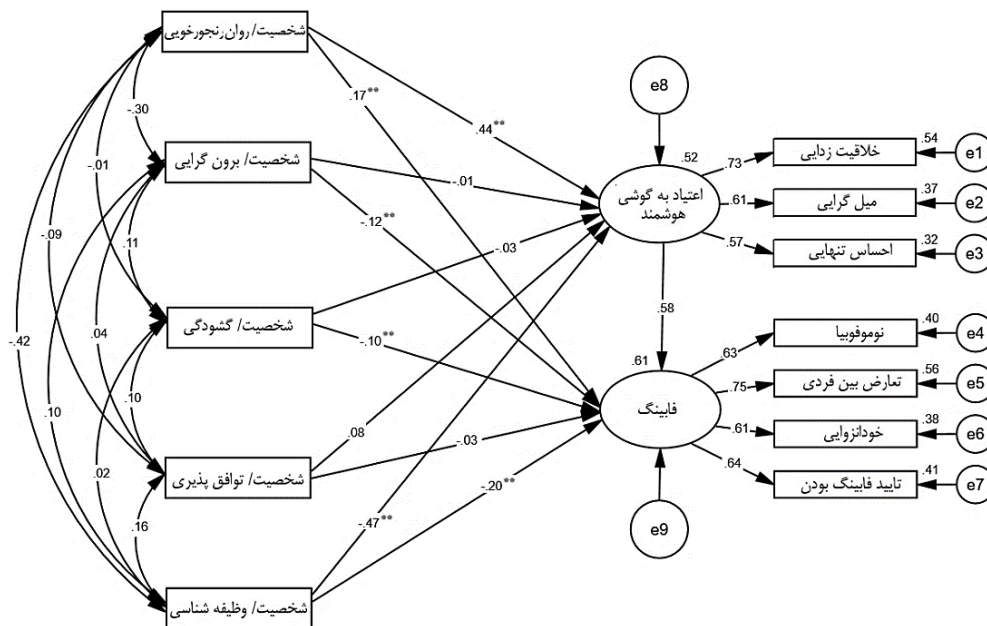 شخصیت/ روان‌رنجورخویی
e8
.17**
-.30
.44**
.54
.52
خلاقیت زدایی
e1
.73
شخصیت/ برون گرایی
-.01
-.01
اعتیاد به گوشی
هوشمند
.61
میل گرایی
.37
e2
-.12**
.57
احساس تنهایی
.32
e3
-.09
.11
-.03
شخصیت/ گشودگی
.58
نوموفوبیا
.40
e4
-.42
.04
-.10**
.61
.63
.75
تعارض بین فردی
.56
e5
.10
.10
فابینگ
.08
-.03
.61
خودانزوایی
.38
e6
.02
شخصیت/ توافق پذیری
.64
تایید فابینگ بودن
.41
e7
-.20**
.16
-.47**
e9
شخصیت/ وظیفه شناسی